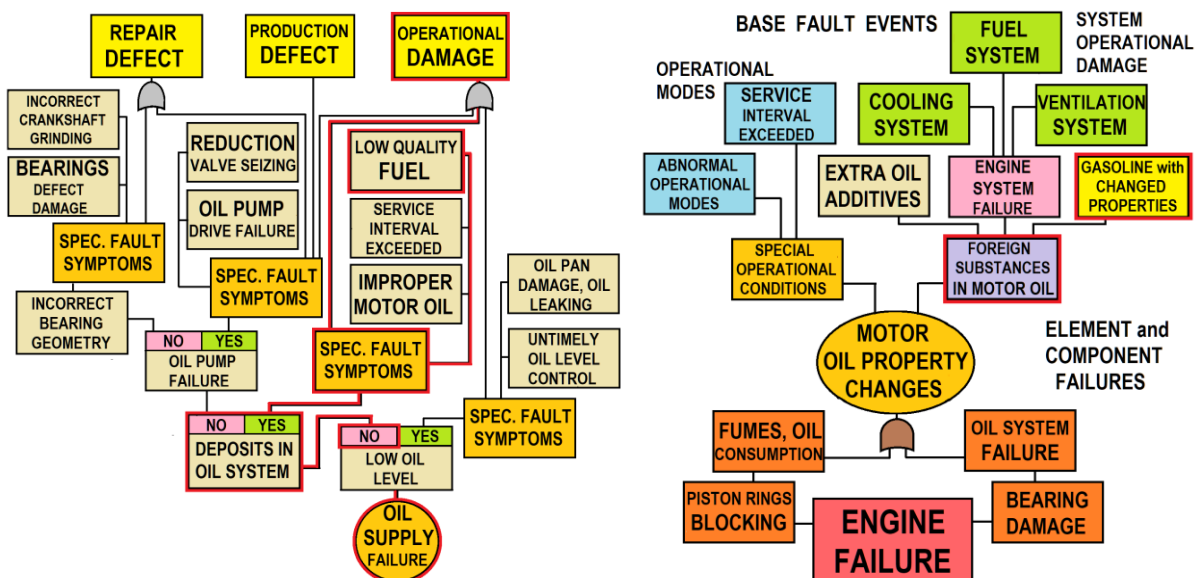 REPAIR
DEFECT
PRODUCTION
DEFECT
OPERATIONAL
DAMAGE
INCORRECT
CRANKSHAFT
GRINDING
BEARINGS
DEFECT
DAMAGE
REDUCTION
VALVE SEIZING
OIL PUMP
DRIVE FAILURE
LOW QUALITY
FUEL
SERVICE
INTERVAL
EXCEEDED
IMPROPER
MOTOR OIL
SPEC. FAULT
SYMPTOMS
SPEC. FAULT
SYMPTOMS
OIL PAN
DAMAGE, OIL
LEAKING
INCORRECT
BEARING
GEOMETRY
NO YES
OIL PUMP
FAILURE
SPEC. FAULT
SYMPTOMS
UNTIMELY
OIL LEVEL
CONTROL
NO YES
DEPOSITS IN
OIL SYSTEM
NO YES
LOW OIL
LEVEL
SPEC. FAULT
SYMPTOMS
OIL
SUPPLY
FAILURE
BASE FAULT EVENTS
FUEL
SYSTEM
SYSTEM
OPERATIONAL
DAMAGE
OPERATIONAL
MODES
SERVICE
INTERVAL
EXCEEDED
COOLING
SYSTEM
VENTILATION
SYSTEM
ABNORMAL
OPERATIONAL
MODES
EXTRA OIL
ADDITIVES
ENGINE
SYSTEM
FAILURE
GASOLINE with
CHANGED
PROPERTIES
SPECIAL
OPERATIONAL
CONDITIONS
FOREIGN
SUBSTANCES
IN MOTOR OIL
MOTOR
OIL PROPERTY
CHANGES
ELEMENT and
COMPONENT
FAILURES
FUMES, OIL
CONSUMPTION
OIL SYSTEM
FAILURE
PISTON RINGS
BLOCKING
BEARING
DAMAGE
ENGINE
FAILURE